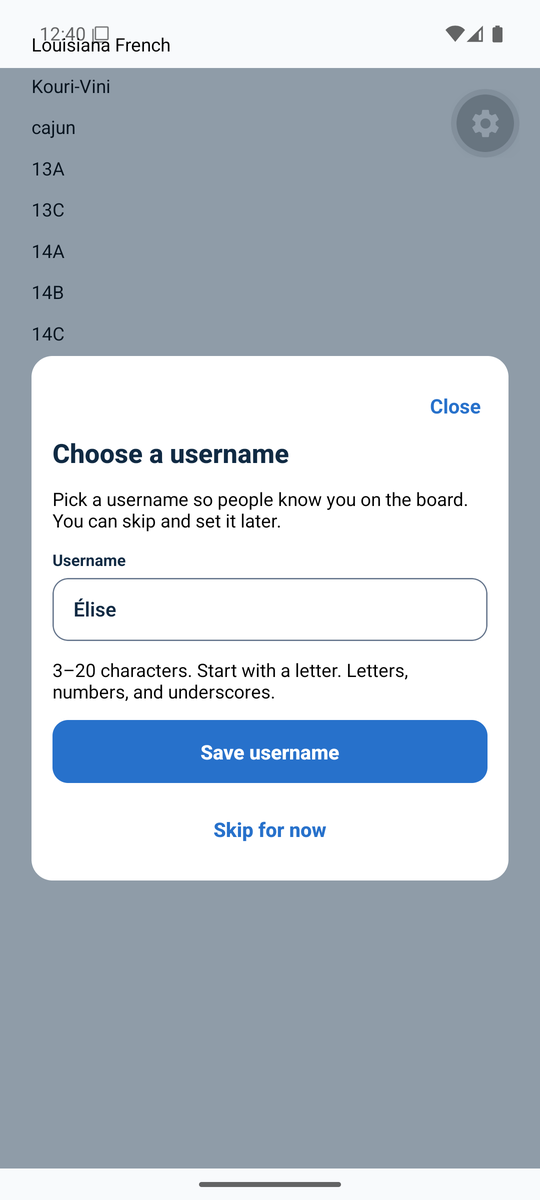 12:40
Louisiana French
Kouri-Vini
cajun
13A
13C
14A
14B
14C
Close
Choose a username
Pick a username so people know you on the board.
You can skip and set it later.
Username
Élise
3–20 characters. Start with a letter. Letters,
numbers, and underscores.
Save username
Skip for now